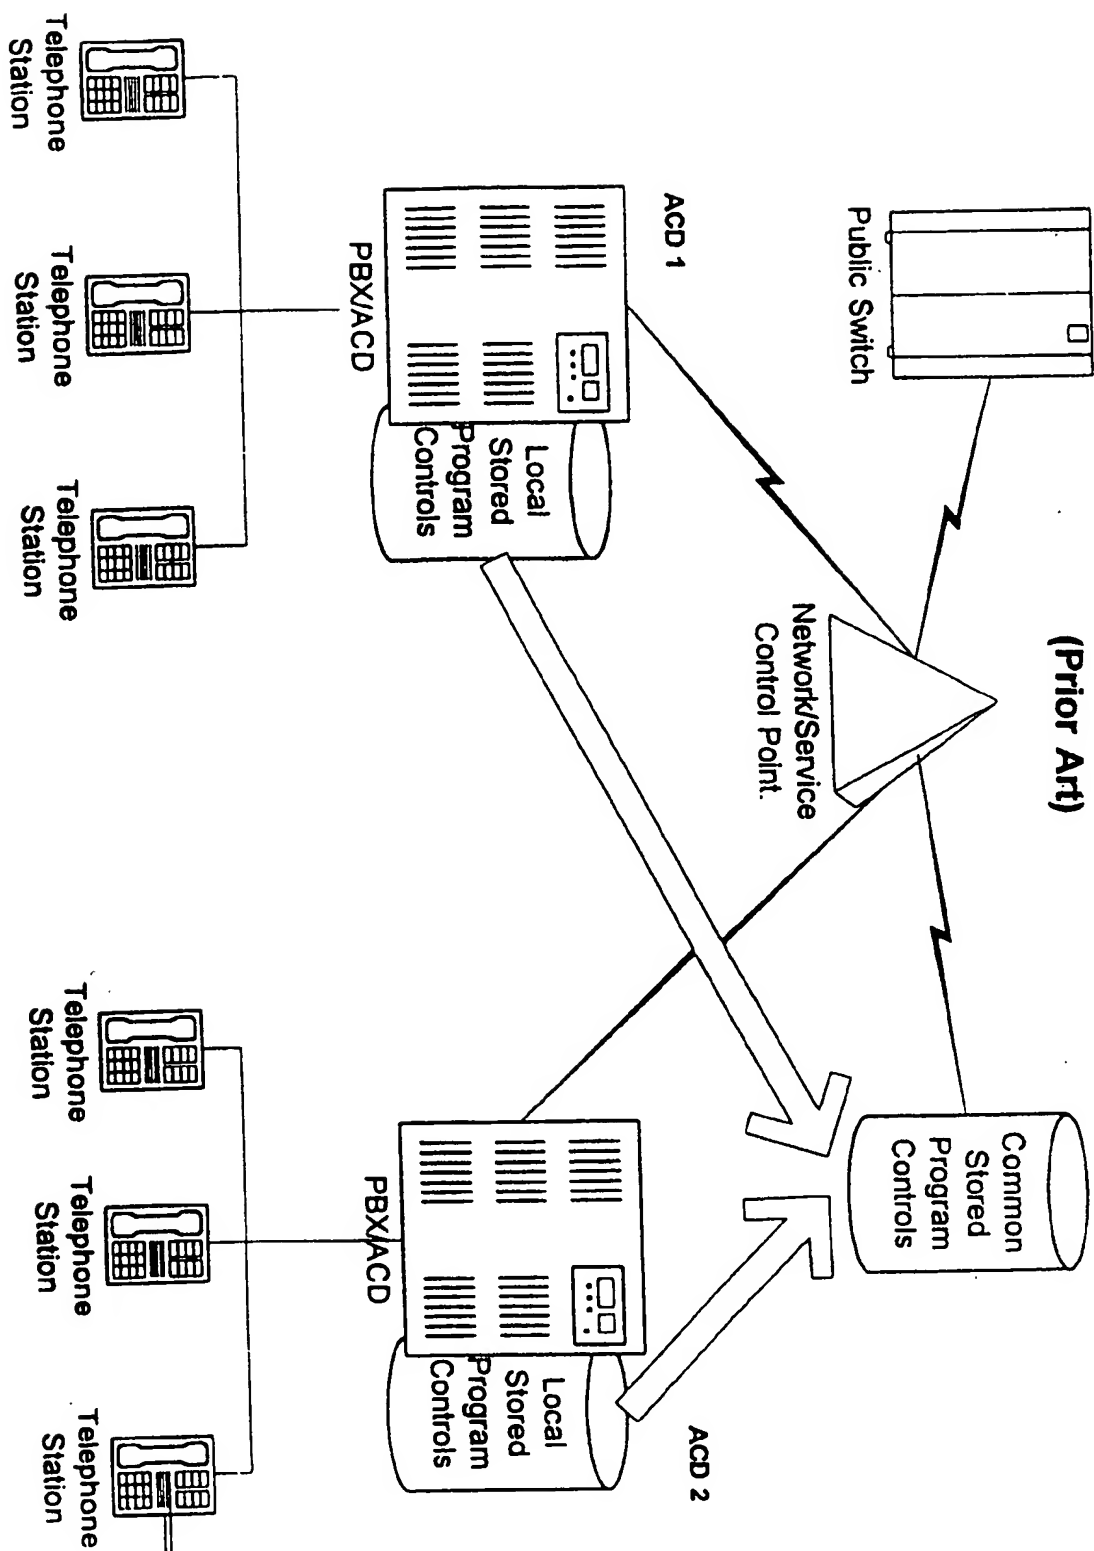 (Prior Art)
Public Switch
Network/Service
Control Point.
Common
Stored
Program
Controls
ACD 1
Local
Stored
Program
Controls
PBX/ACD
ACD 2
Local
Stored
Program
Controls
PBX/ACD
Telephone
Station
Telephone
Station
Telephone
Station
Telephone
Station
Telephone
Station
Telephone
Station